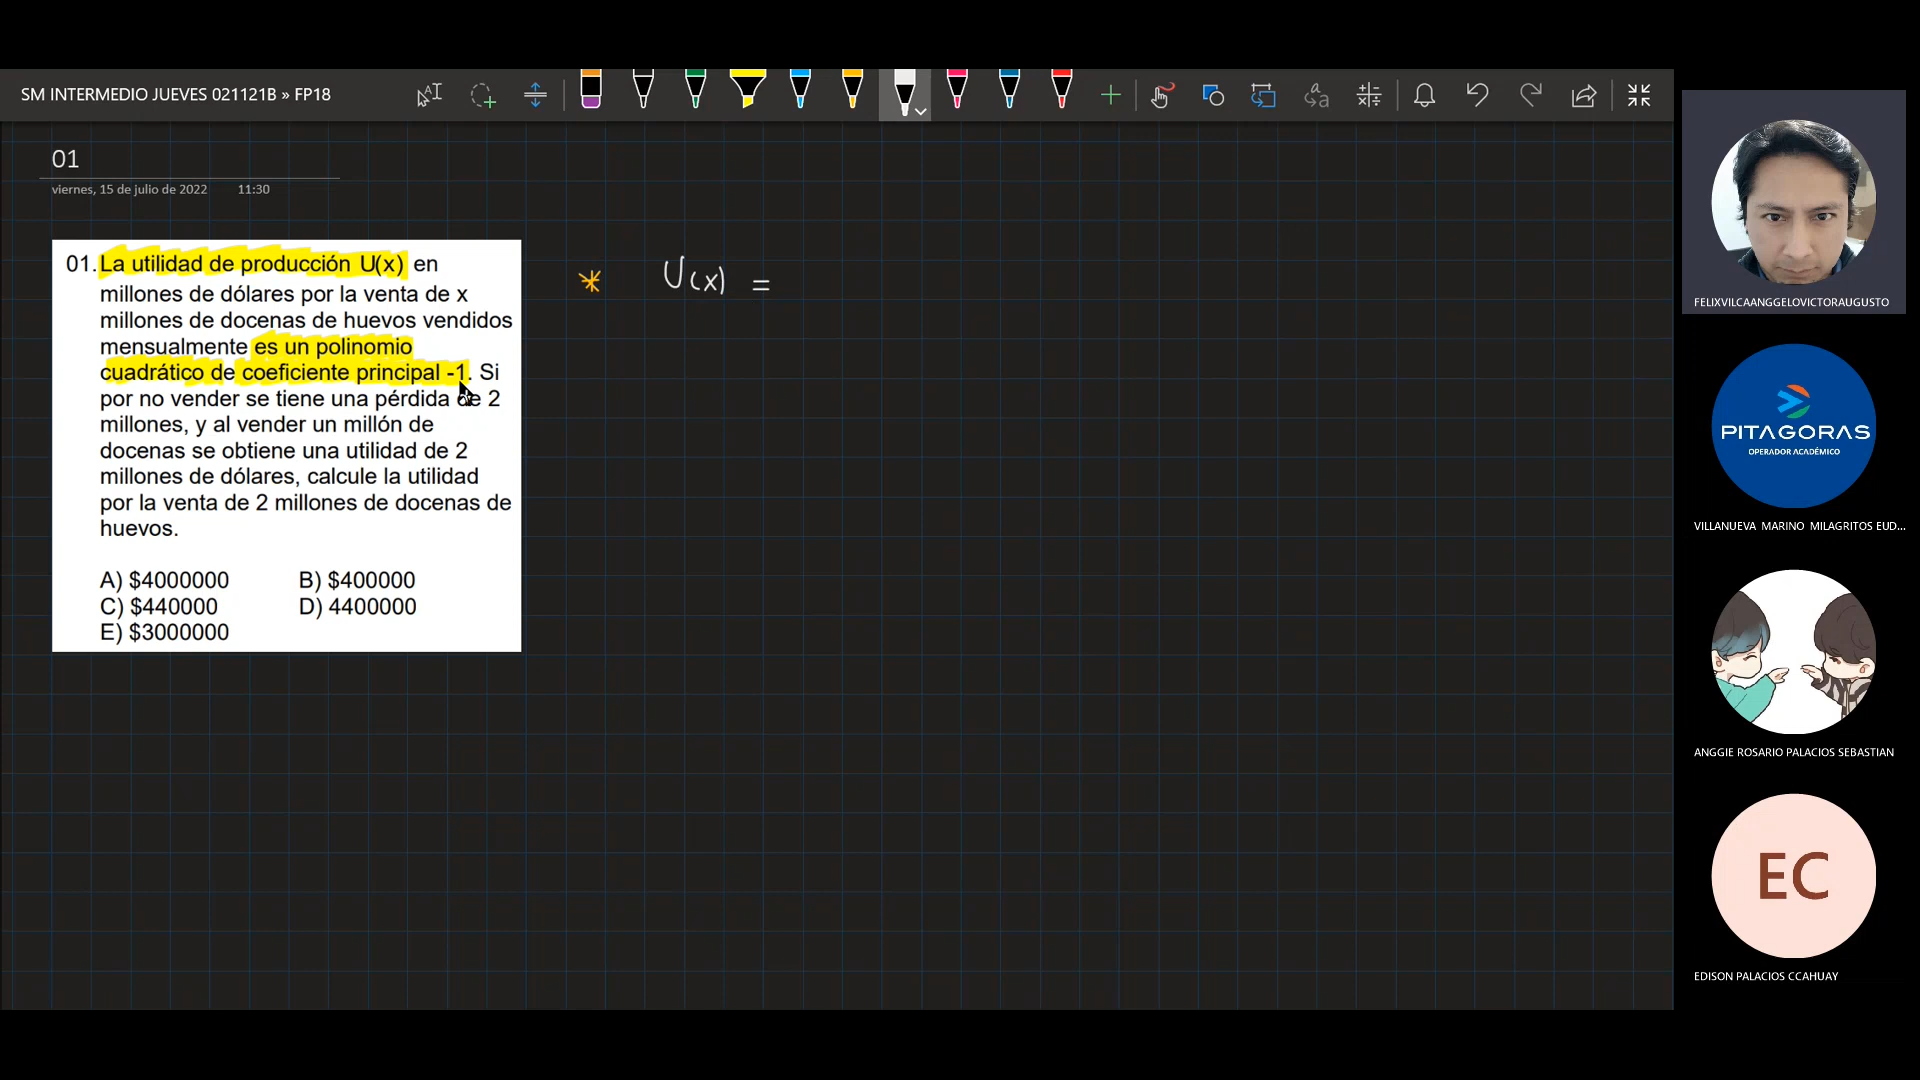 SM INTERMEDIO JUEVES 021121B » FP18
01
viernes, 15 de julio de 2022 11:30
01. La utilidad de producción U(x) en
millones de dólares por la venta de x
millones de docenas de huevos vendidos
mensualmente es un polinomio
cuadrático de coeficiente principal -1. Si
por no vender se tiene una pérdida de 2
millones, y al vender un millón de
docenas se obtiene una utilidad de 2
millones de dólares, calcule la utilidad
por la venta de 2 millones de docenas de
huevos.
A) $4000000 B) $400000
C) $440000 D) 4400000
E) $3000000
* U(x) =
FELIXVILCAANGGELOVICTORAUGUSTO
PITAGORAS
OPERADOR ACADÉMICO
VILLANUEVA MARINO MILAGRITOS EUD...
ANGGIE ROSARIO PALACIOS SEBASTIAN
EC
EDISON PALACIOS CCAHUAY